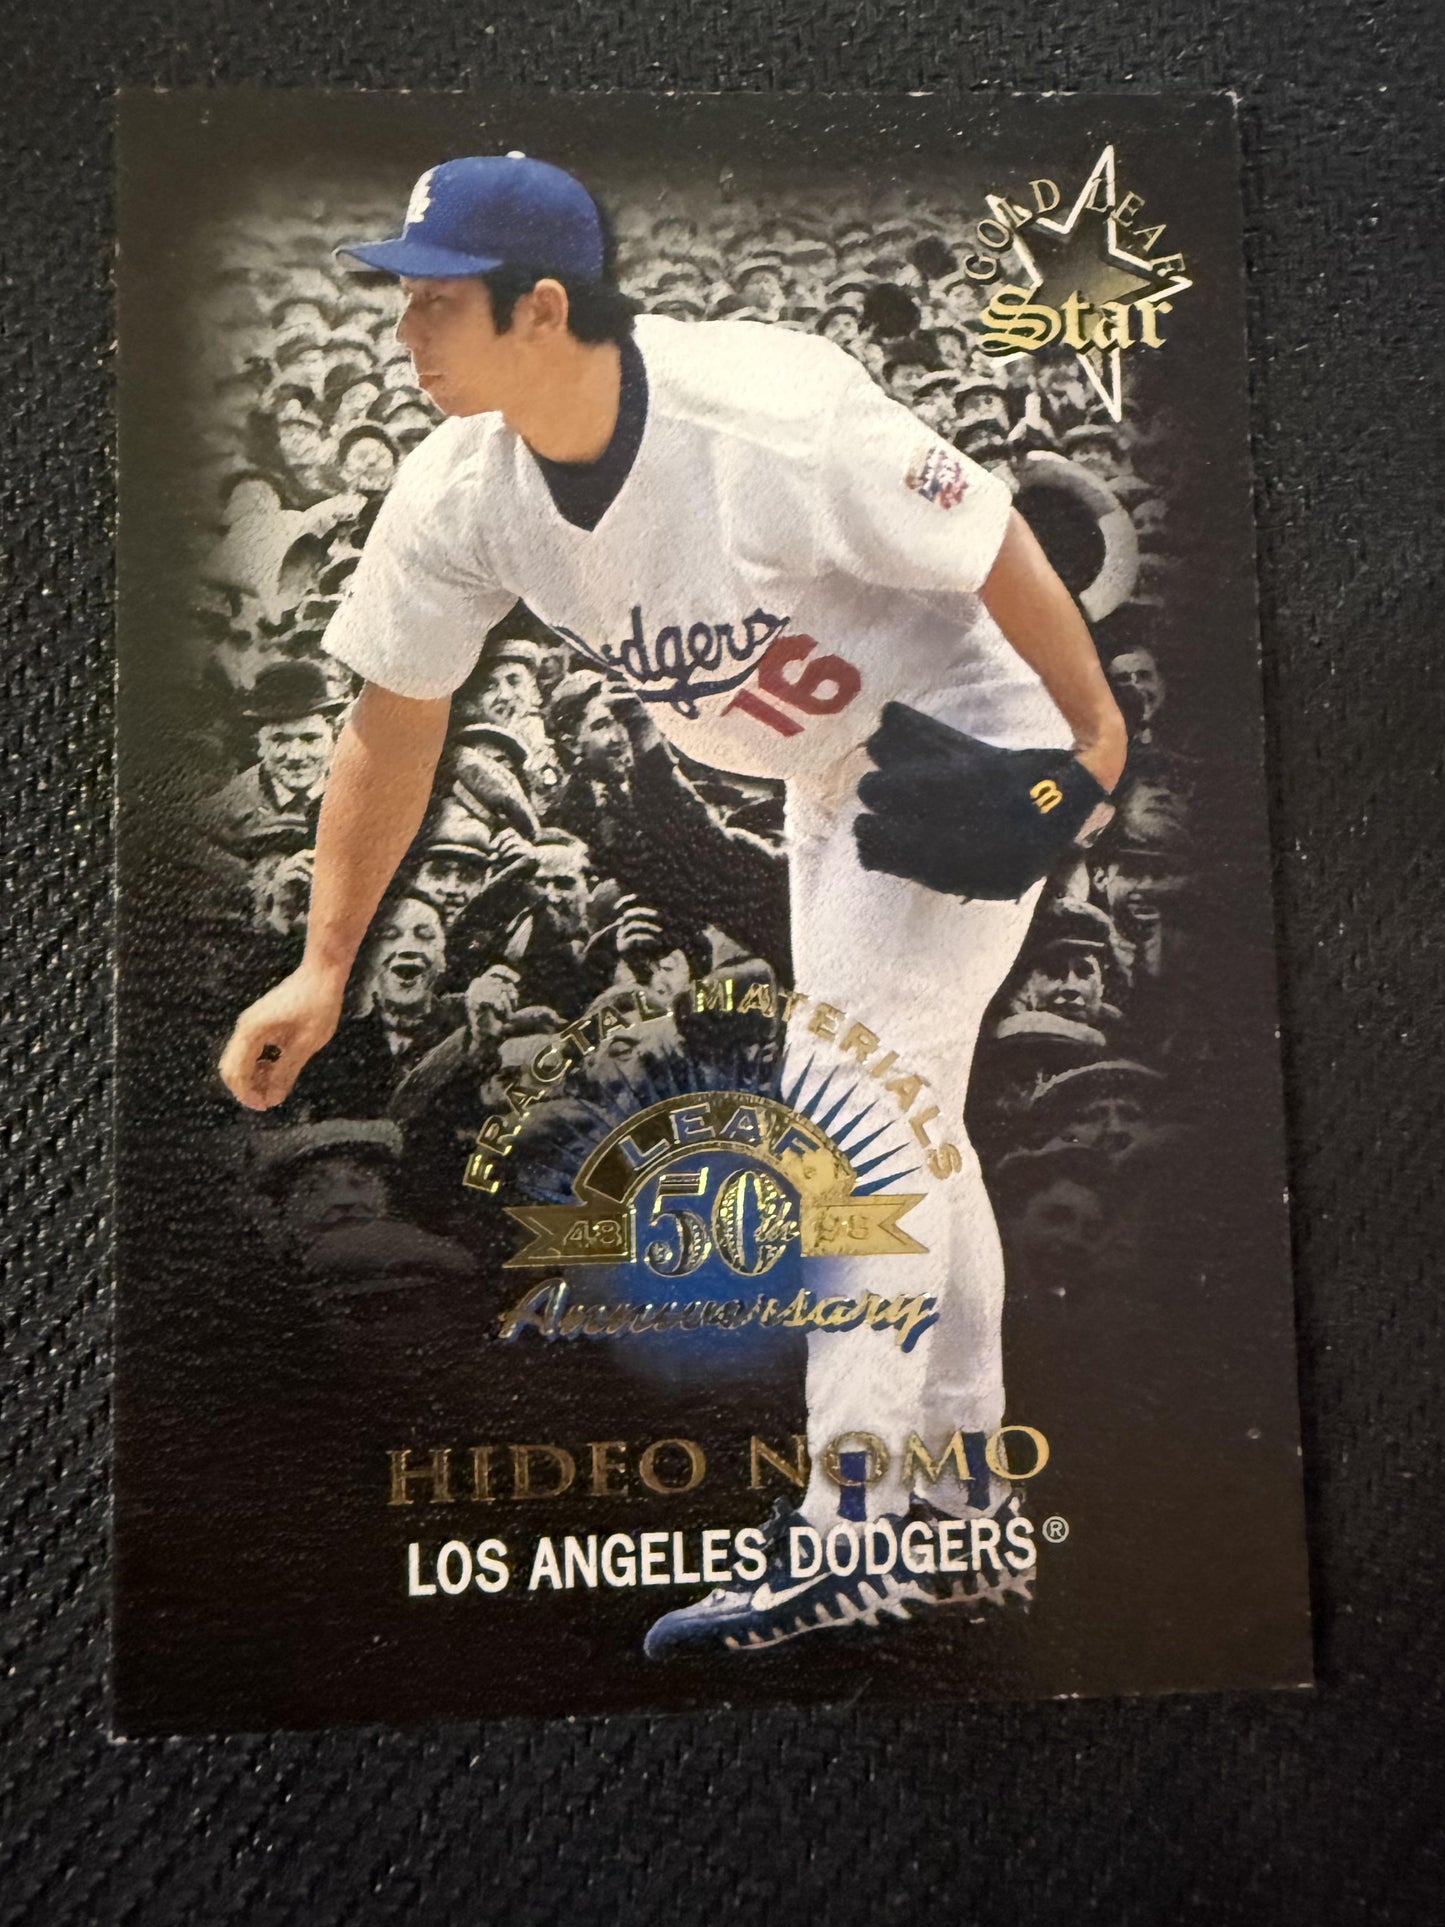 GOLD LEAF
Star
Dodgers
16
FRACTAL MATERIALS
LEAF
48 50th 98
Anniversary
HIDEO NOMO
LOS ANGELES DODGERS®